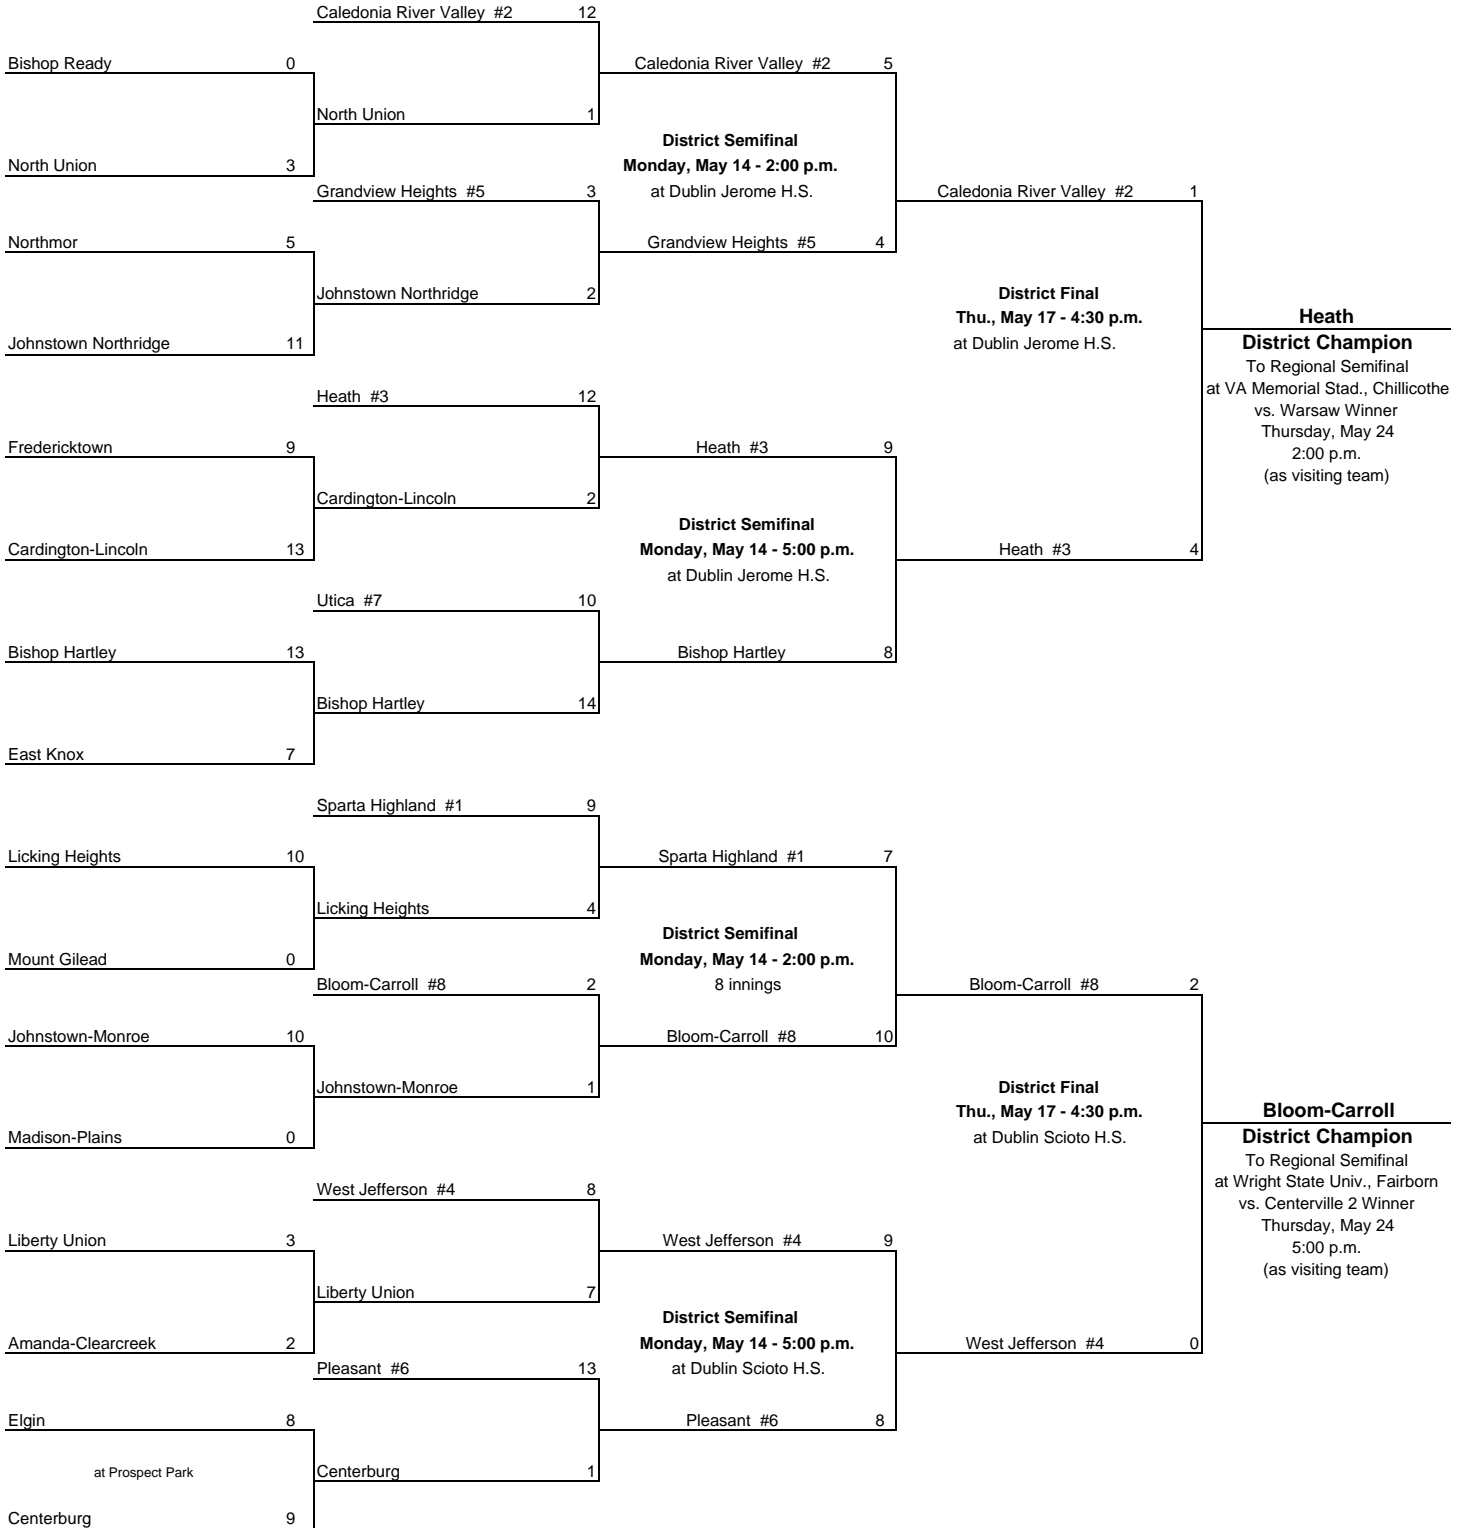 Caledonia River Valley #2 12
Bishop Ready 0
Caledonia River Valley #2 5
North Union 1
District Semifinal
North Union 3
Monday, May 14 - 2:00 p.m.
Grandview Heights #5 3
at Dublin Jerome H.S.
Caledonia River Valley #2 1
Northmor 5
Grandview Heights #5 4
Johnstown Northridge 2
District Final
Thu., May 17 - 4:30 p.m.
Heath
Johnstown Northridge 11
at Dublin Jerome H.S.
District Champion
To Regional Semifinal
at VA Memorial Stad., Chillicothe
vs. Warsaw Winner
Thursday, May 24
2:00 p.m.
(as visiting team)
Heath #3 12
Fredericktown 9
Heath #3 9
Cardington-Lincoln 2
District Semifinal
Cardington-Lincoln 13
Monday, May 14 - 5:00 p.m.
Heath #3 4
at Dublin Jerome H.S.
Utica #7 10
Bishop Hartley 13
Bishop Hartley 8
Bishop Hartley 14
East Knox 7
Sparta Highland #1 9
Licking Heights 10
Sparta Highland #1 7
Licking Heights 4
District Semifinal
Mount Gilead 0
Monday, May 14 - 2:00 p.m.
Bloom-Carroll #8 2
8 innings
Bloom-Carroll #8 2
Johnstown-Monroe 10
Bloom-Carroll #8 10
Johnstown-Monroe 1
District Final
Thu., May 17 - 4:30 p.m.
Bloom-Carroll
Madison-Plains 0
at Dublin Scioto H.S.
District Champion
To Regional Semifinal
at Wright State Univ., Fairborn
vs. Centerville 2 Winner
Thursday, May 24
5:00 p.m.
(as visiting team)
West Jefferson #4 8
Liberty Union 3
West Jefferson #4 9
Liberty Union 7
District Semifinal
Amanda-Clearcreek 2
Monday, May 14 - 5:00 p.m.
West Jefferson #4 0
Pleasant #6 13
at Dublin Scioto H.S.
Elgin 8
Pleasant #6 8
at Prospect Park
Centerburg 1
Centerburg 9